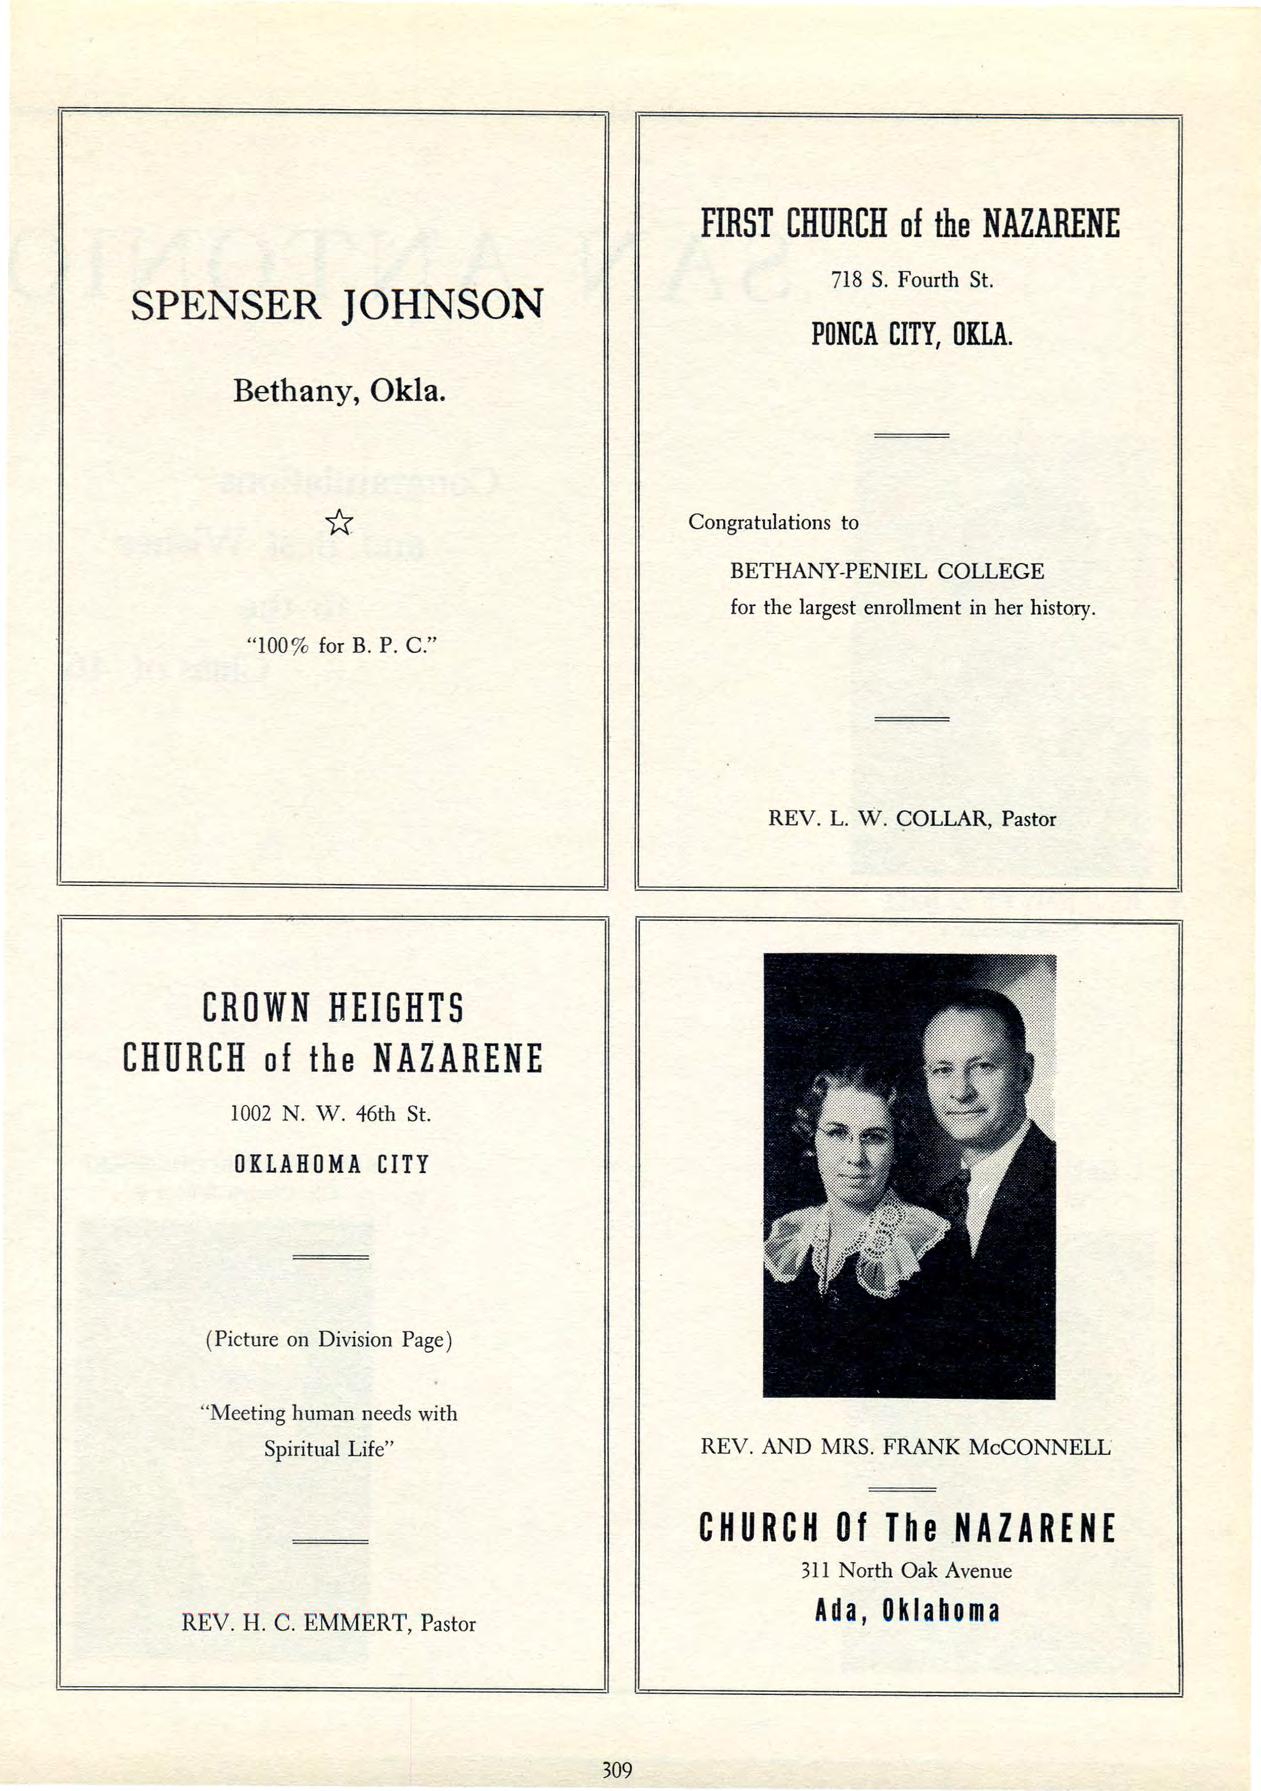 SPENSER JOHNSON
Bethany, Okla.
☆
“100% for B. P. C.”
FIRST CHURCH of the NAZARENE
718 S. Fourth St.
PONCA CITY, OKLA.
Congratulations to
BETHANY-PENIEL COLLEGE
for the largest enrollment in her history.
REV. L. W. COLLAR, Pastor
CROWN HEIGHTS
CHURCH of the NAZARENE
1002 N. W. 46th St.
OKLAHOMA CITY
(Picture on Division Page)
“Meeting human needs with
Spiritual Life”
REV. H. C. EMMERT, Pastor
REV. AND MRS. FRANK McCONNELL
CHURCH Of The NAZARENE
311 North Oak Avenue
Ada, Oklahoma
309